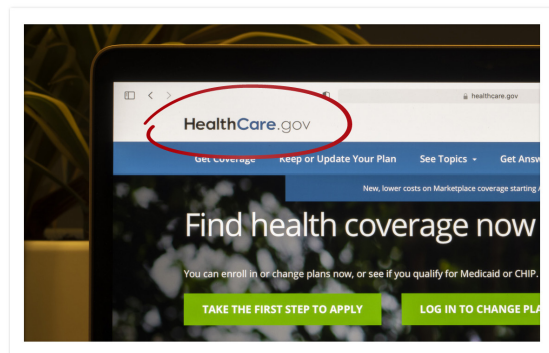 healthcare.gov
HealthCare.gov
Get Coverage Keep or Update Your Plan See Topics Get
New, lower costs on Marketplace coverage starting
Find health coverage now
You can enroll in or change plans now, or see if you qualify for Medicaid or CHIP.
TAKE THE FIRST STEP TO APPLY LOG IN TO CHANGE